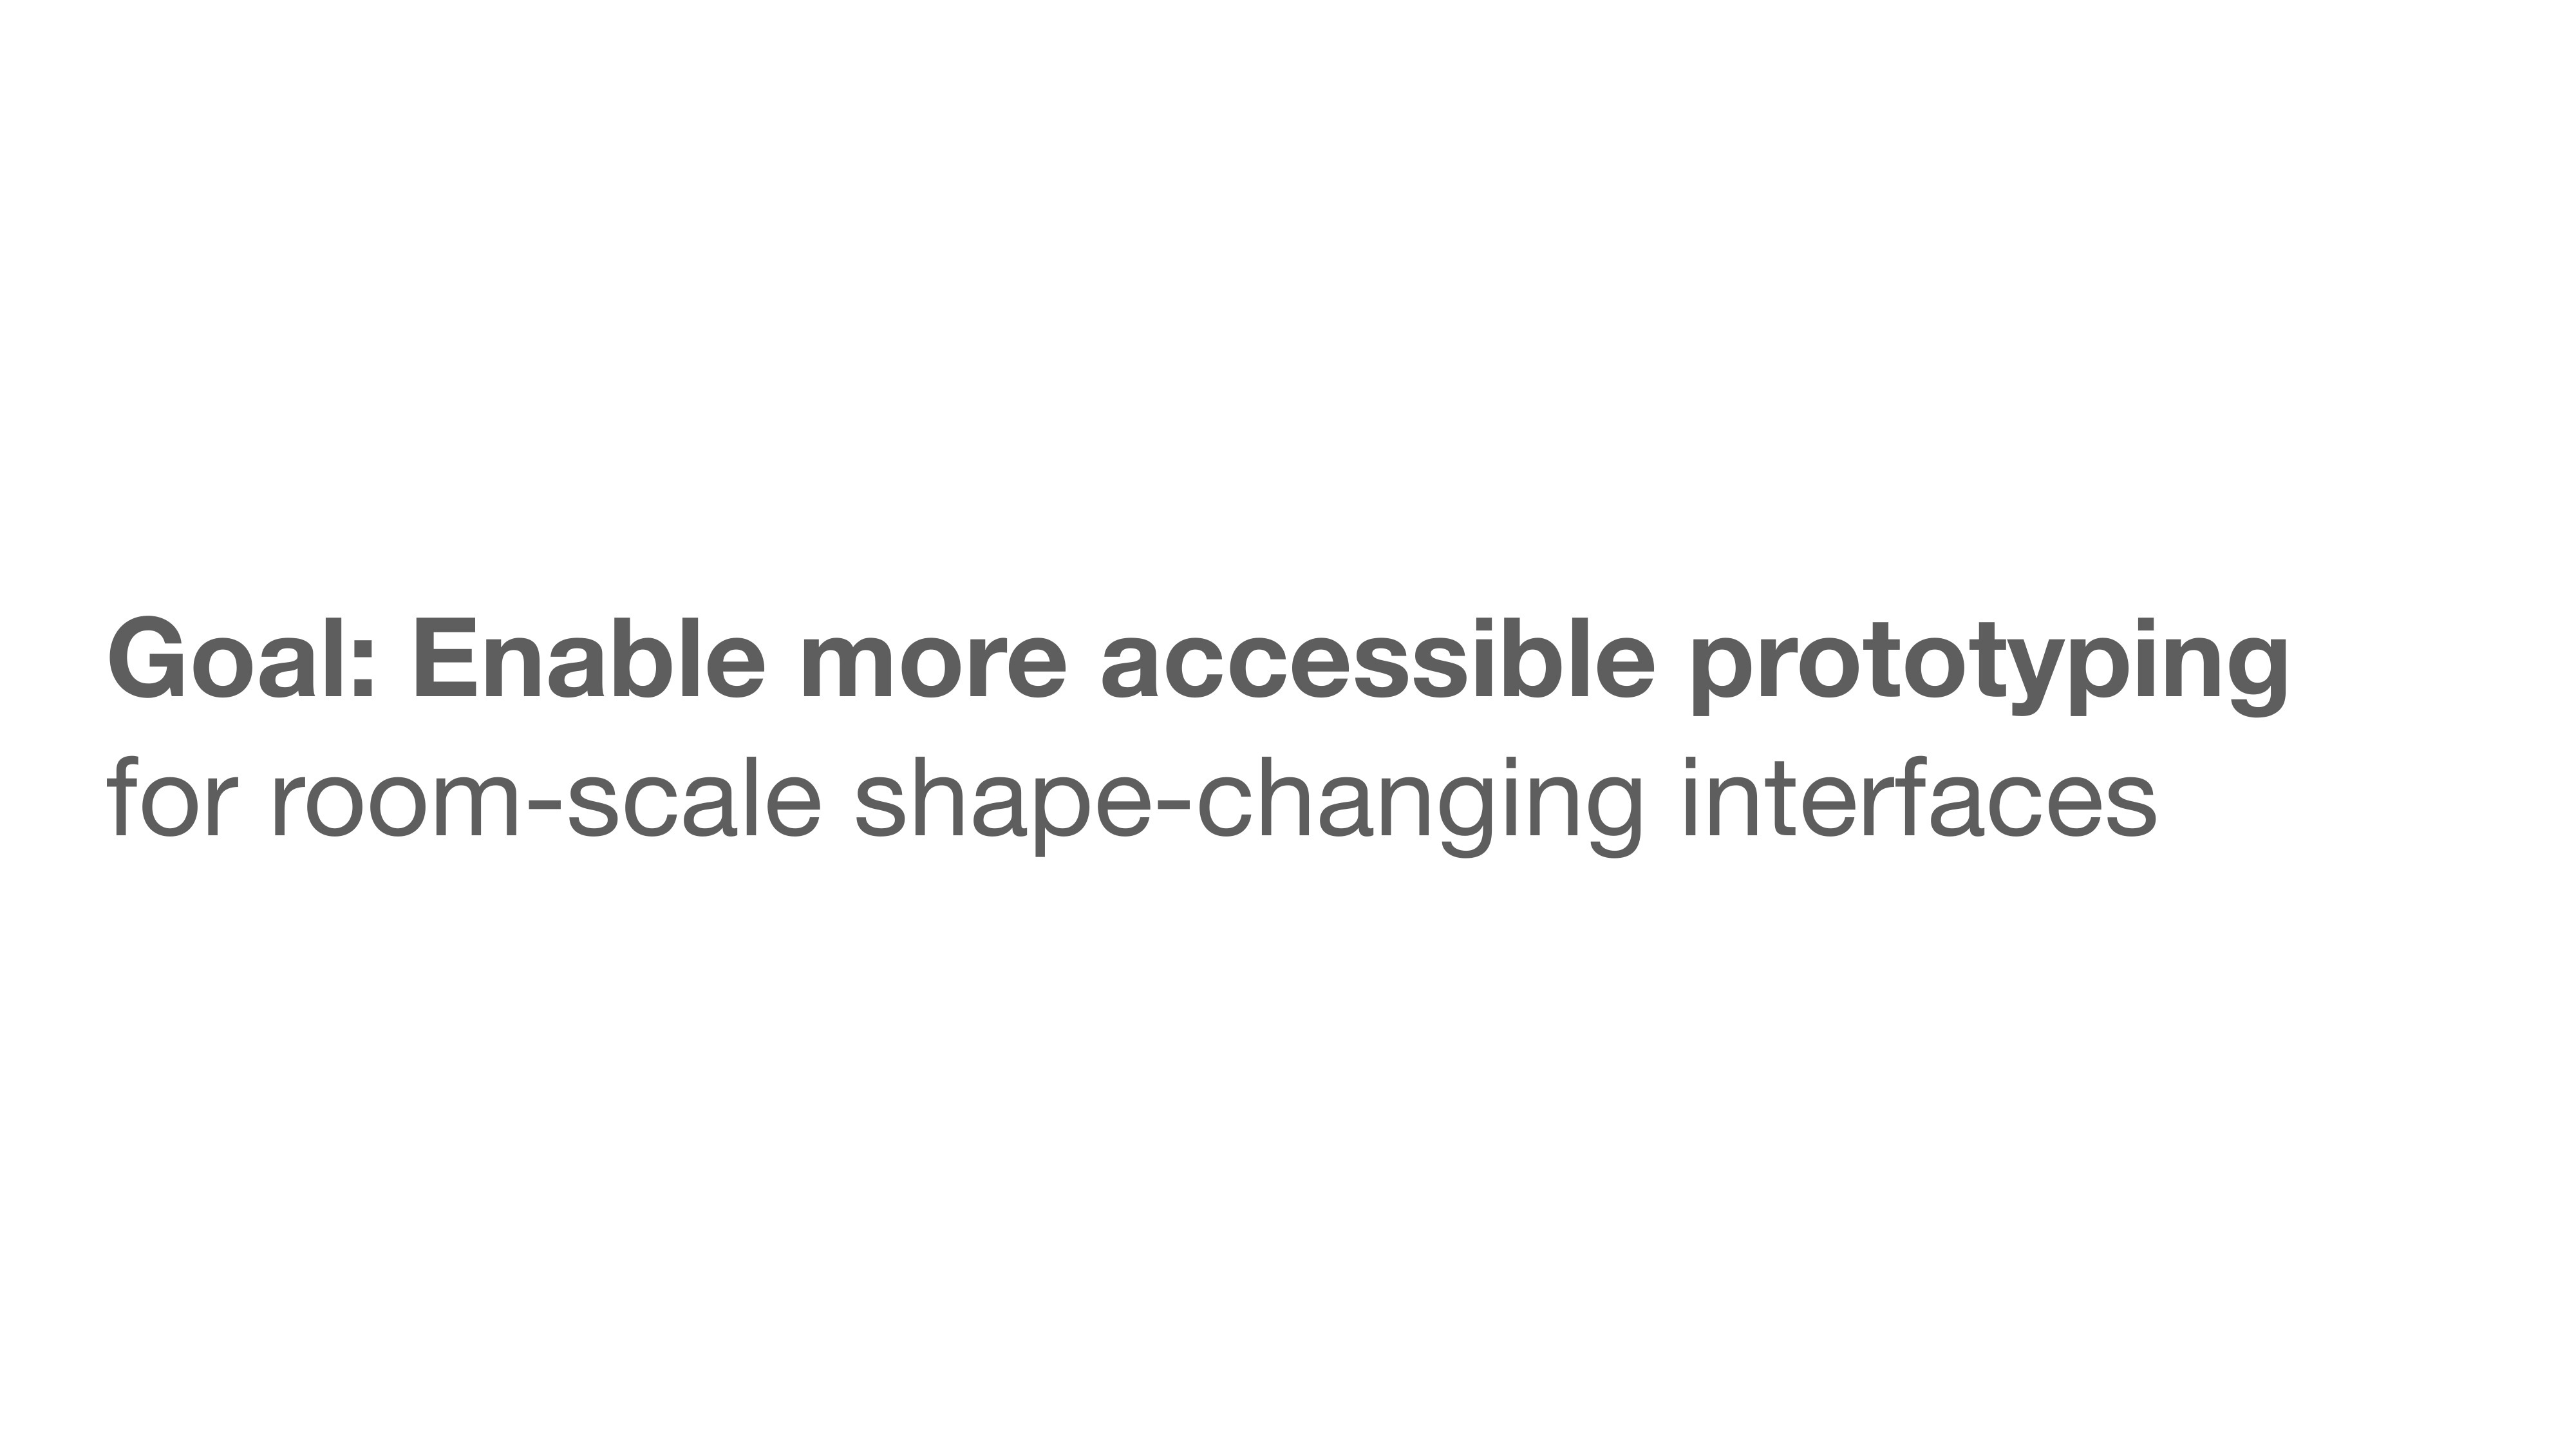 Goal: Enable more accessible prototyping
for room-scale shape-changing interfaces